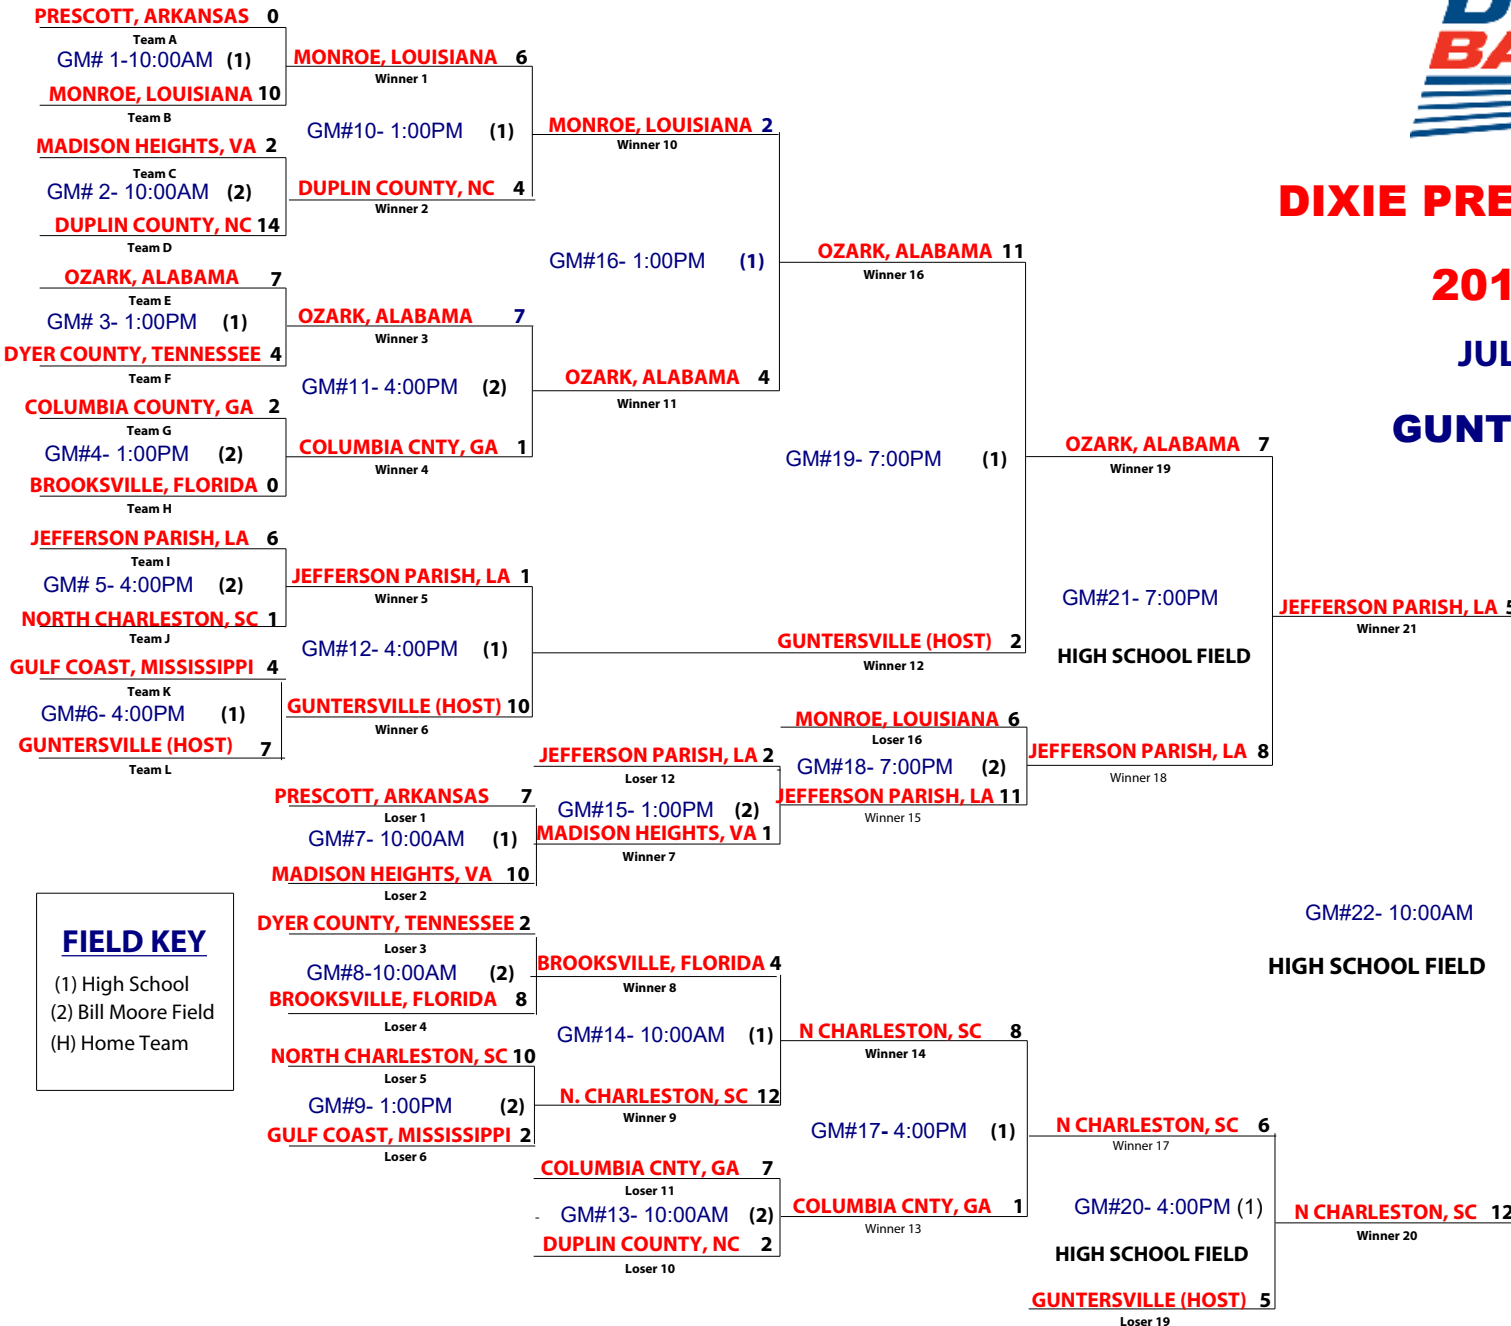 PRESCOTT, ARKANSAS 0
Team A
GM# 1-10:00AM (1)
MONROE, LOUISIANA 10
Team B
MADISON HEIGHTS, VA 2
Team C
GM# 2- 10:00AM (2)
DUPLIN COUNTY, NC 14
Team D
OZARK, ALABAMA 7
Team E
GM# 3- 1:00PM (1)
DYER COUNTY, TENNESSEE 4
Team F
COLUMBIA COUNTY, GA 2
Team G
GM#4- 1:00PM (2)
BROOKSVILLE, FLORIDA 0
Team H
JEFFERSON PARISH, LA 6
Team I
GM# 5- 4:00PM (2)
NORTH CHARLESTON, SC 1
Team J
GULF COAST, MISSISSIPPI 4
Team K
GM#6- 4:00PM (1)
GUNTERSVILLE (HOST) 7
Team L
MONROE, LOUISIANA 6
Winner 1
GM#10- 1:00PM (1)
DUPLIN COUNTY, NC 4
Winner 2
OZARK, ALABAMA 7
Winner 3
GM#11- 4:00PM (2)
COLUMBIA CNTY, GA 1
Winner 4
JEFFERSON PARISH, LA 1
Winner 5
GM#12- 4:00PM (1)
GUNTERSVILLE (HOST) 10
Winner 6
PRESCOTT, ARKANSAS 7
Loser 1
GM#7- 10:00AM (1)
MADISON HEIGHTS, VA 10
Loser 2
DYER COUNTY, TENNESSEE 2
Loser 3
GM#8-10:00AM (2)
BROOKSVILLE, FLORIDA 8
Loser 4
NORTH CHARLESTON, SC 10
Loser 5
GM#9- 1:00PM (2)
GULF COAST, MISSISSIPPI 2
Loser 6
MONROE, LOUISIANA 2
Winner 10
GM#16- 1:00PM (1)
OZARK, ALABAMA 4
Winner 11
JEFFERSON PARISH, LA 2
Loser 12
GM#15- 1:00PM (2)
MADISON HEIGHTS, VA 1
Winner 7
BROOKSVILLE, FLORIDA 4
Winner 8
GM#14- 10:00AM (1)
N. CHARLESTON, SC 12
Winner 9
COLUMBIA CNTY, GA 7
Loser 11
- GM#13- 10:00AM (2)
DUPLIN COUNTY, NC 2
Loser 10
OZARK, ALABAMA 11
Winner 16
GM#19- 7:00PM (1)
GUNTERSVILLE (HOST) 2
Winner 12
MONROE, LOUISIANA 6
Loser 16
GM#18- 7:00PM (2)
JEFFERSON PARISH, LA 11
Winner 15
N CHARLESTON, SC 8
Winner 14
GM#17- 4:00PM (1)
COLUMBIA CNTY, GA 1
Winner 13
OZARK, ALABAMA 7
Winner 19
GM#21- 7:00PM
HIGH SCHOOL FIELD
JEFFERSON PARISH, LA 8
Winner 18
N CHARLESTON, SC 6
Winner 17
GM#20- 4:00PM (1)
HIGH SCHOOL FIELD
GUNTERSVILLE (HOST) 5
Loser 19
BA
DIXIE PRE
201
JUL
GUNT
JEFFERSON PARISH, LA 5
Winner 21
GM#22- 10:00AM
HIGH SCHOOL FIELD
N CHARLESTON, SC 12
Winner 20
FIELD KEY
(1) High School
(2) Bill Moore Field
(H) Home Team